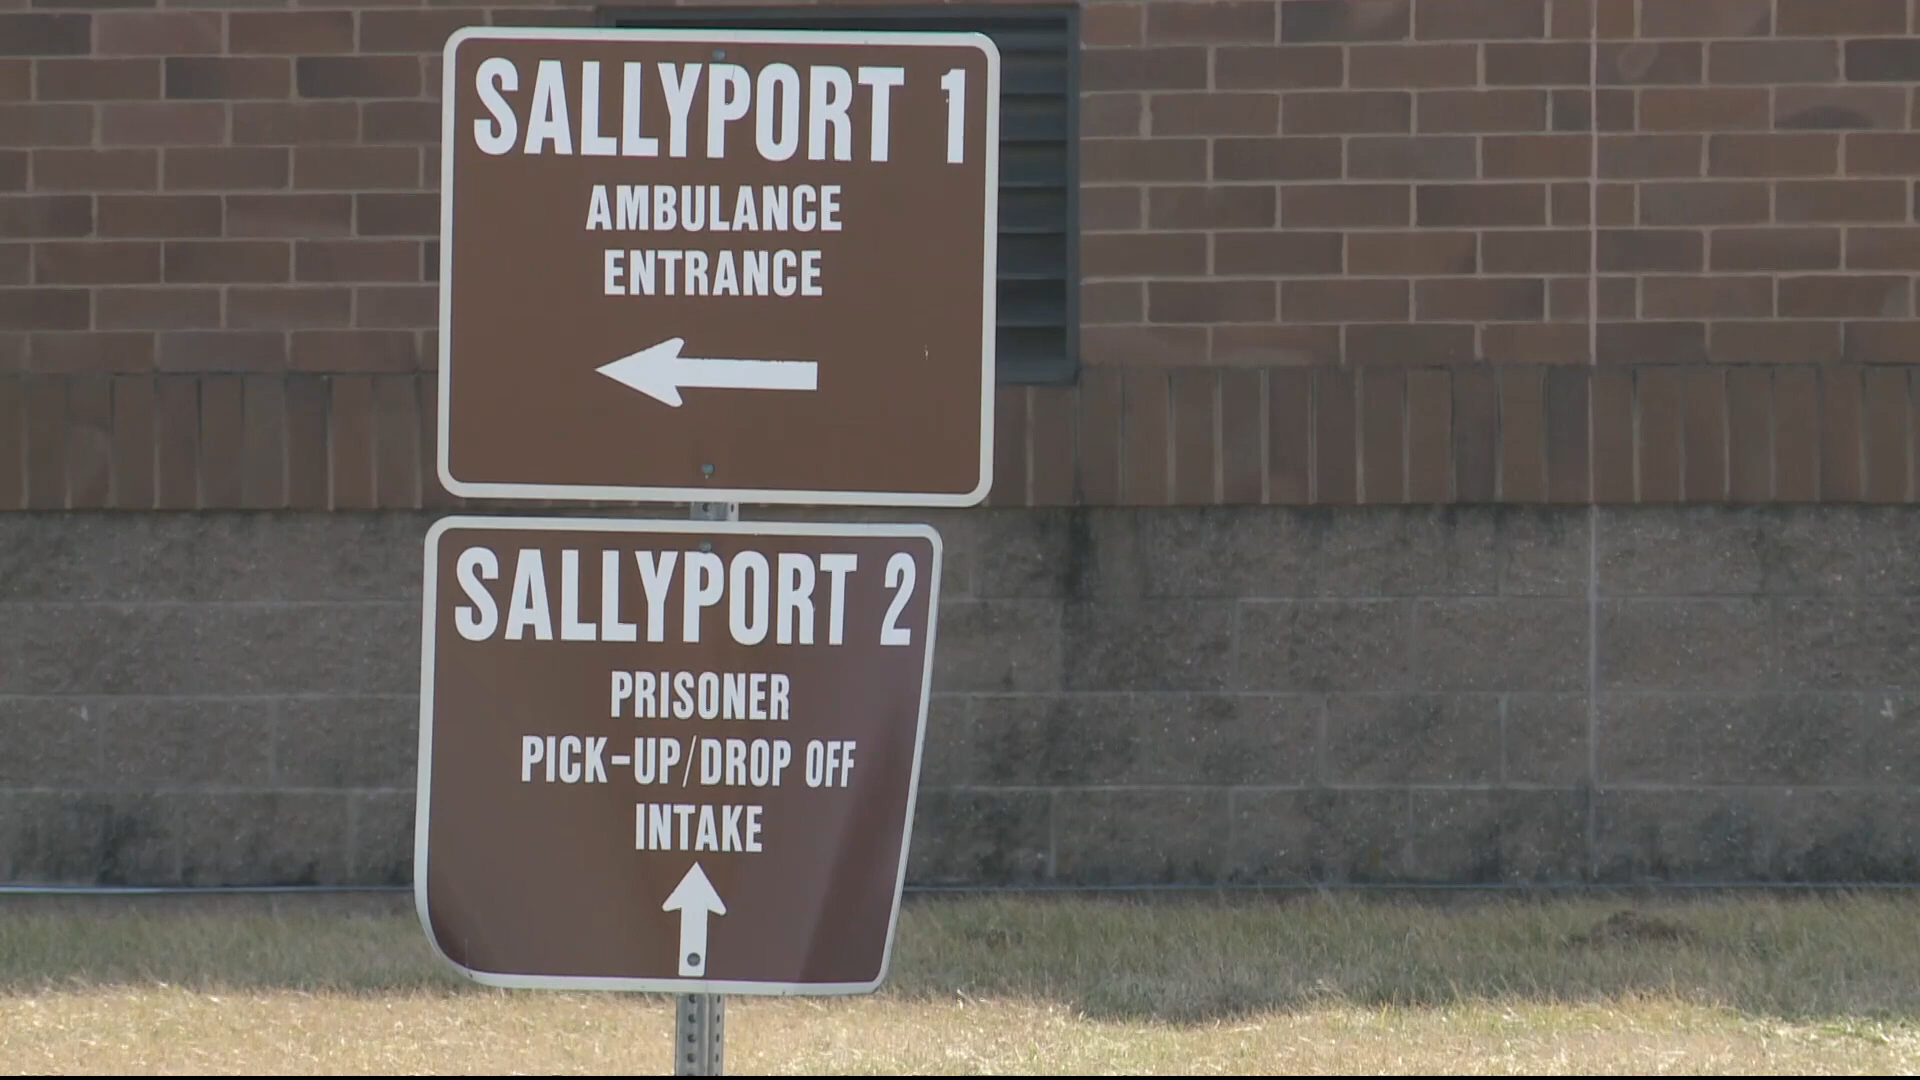 SALLYPORT 1
AMBULANCE
ENTRANCE
SALLYPORT 2
PRISONER
PICK-UP/DROP OFF
INTAKE